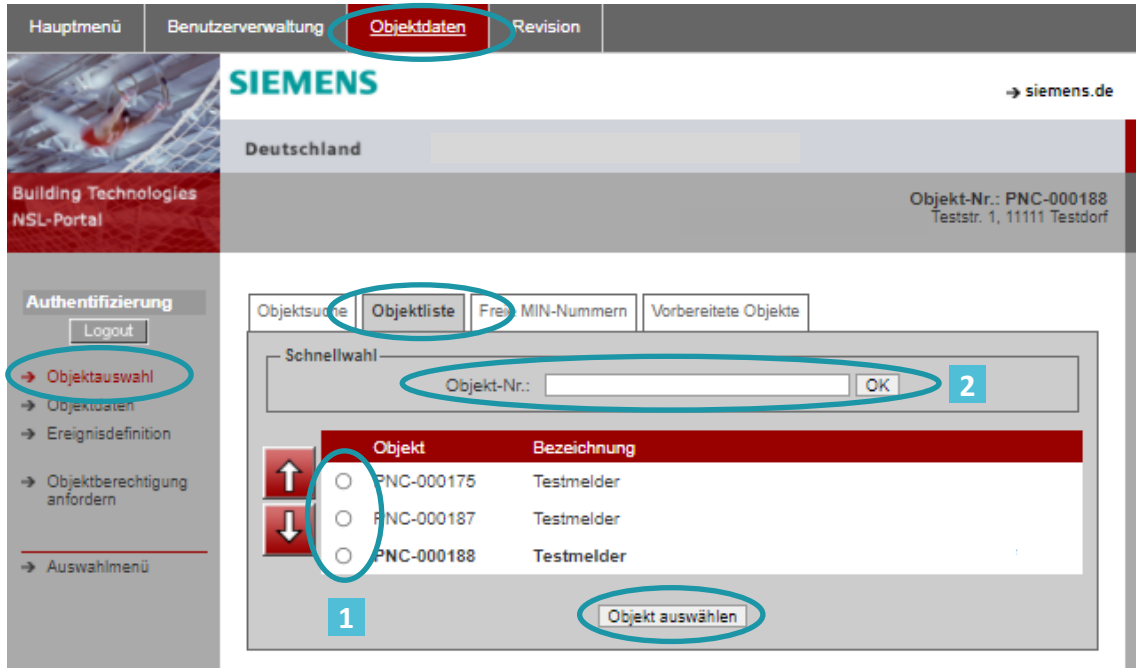 Hauptmenü Benutzerverwaltung Objektdaten Revision
SIEMENS
→ siemens.de
Deutschland
Building Technologies
NSL-Portal
Objekt-Nr.: PNC-000188
Teststr. 1, 11111 Testdorf
Authentifizierung
Logout
→ Objektauswahl
→ Objektdaten
→ Ereignisdefinition
→ Objektberechtigung
anfordern
→ Auswahlmenü
Objektsuche Objektliste Freie MIN-Nummern Vorbereitete Objekte
Schnellwahl
Objekt-Nr.: OK 2
Objekt Bezeichnung
PNC-000175 Testmelder
PNC-000187 Testmelder
PNC-000188 Testmelder
1
Objekt auswählen